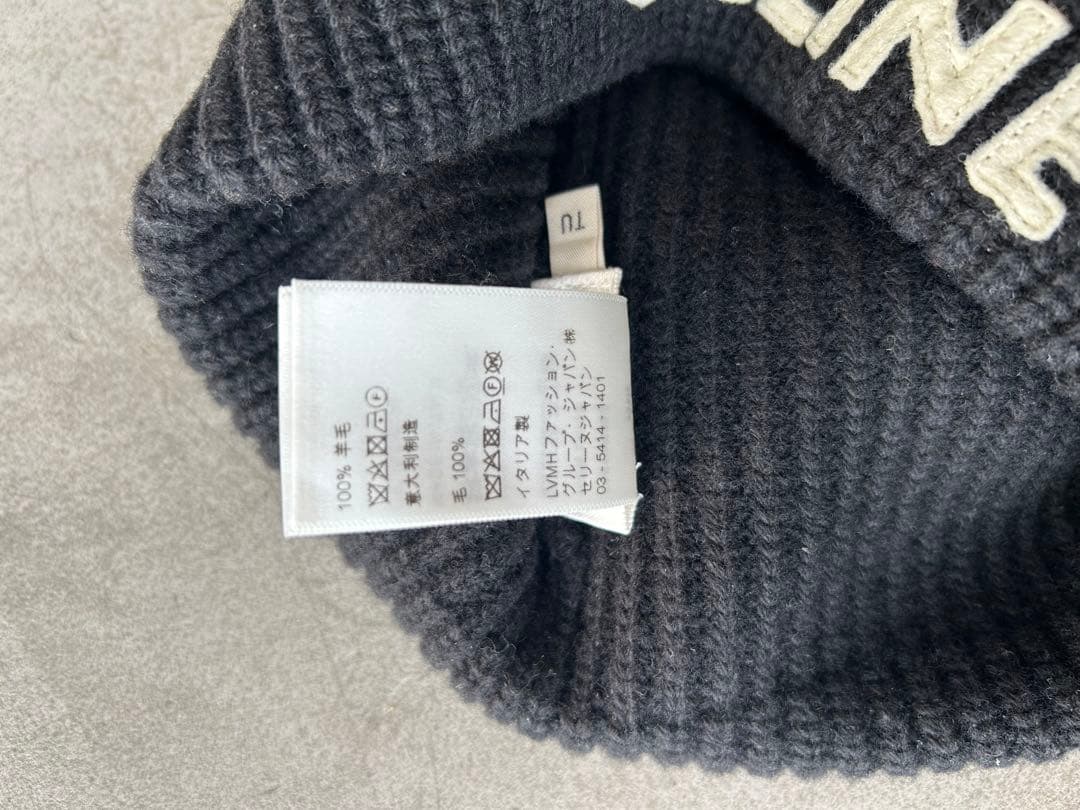 INE
TU
100% 羊毛
意大利制造
毛 100%
イタリア製
LVMHファッション・
グループ・ジャパン㈱
セリーヌジャパン
03-5414-1401